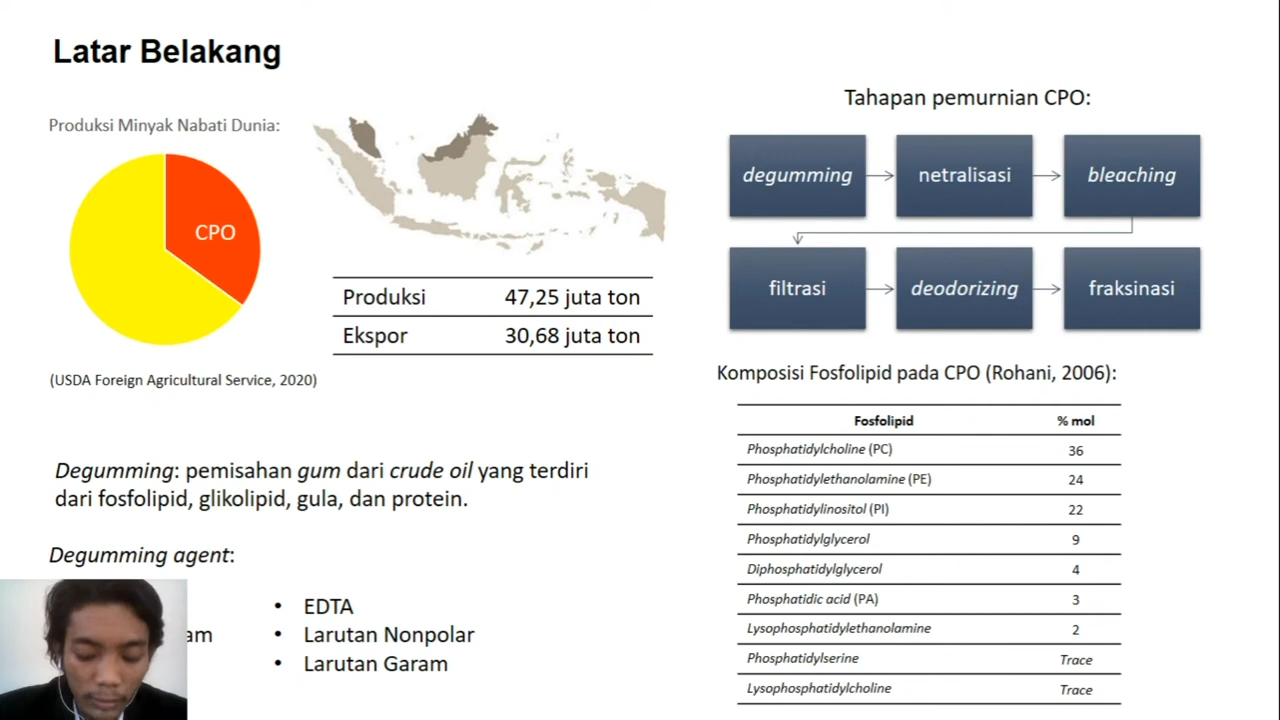 Latar Belakang
Produksi Minyak Nabati Dunia:
CPO
Produksi 47,25 juta ton
Ekspor 30,68 juta ton
(USDA Foreign Agricultural Service, 2020)
Degumming: pemisahan gum dari crude oil yang terdiri
dari fosfolipid, glikolipid, gula, dan protein.
Degumming agent:
• EDTA
am • Larutan Nonpolar
• Larutan Garam
Tahapan pemurnian CPO:
degumming netralisasi bleaching
filtrasi deodorizing fraksinasi
Komposisi Fosfolipid pada CPO (Rohani, 2006):
Fosfolipid % mol
Phosphatidylcholine (PC) 36
Phosphatidylethanolamine (PE) 24
Phosphatidylinositol (PI) 22
Phosphatidylglycerol 9
Diphosphatidylglycerol 4
Phosphatidic acid (PA) 3
Lysophosphatidylethanolamine 2
Phosphatidylserine Trace
Lysophosphatidylcholine Trace